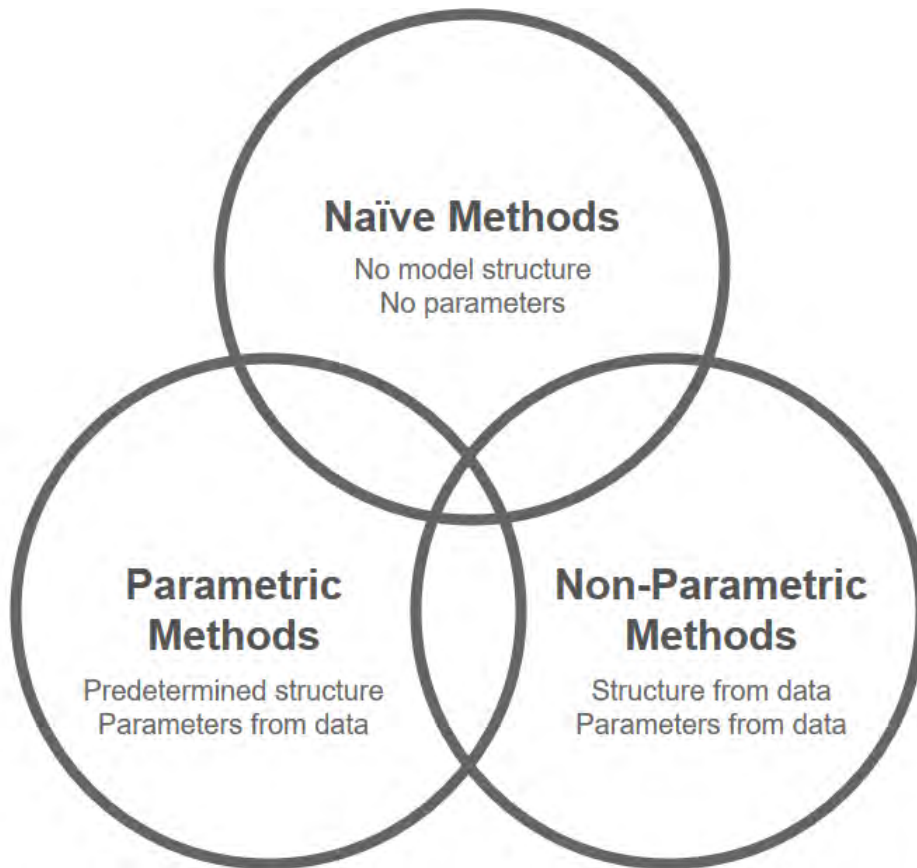 Naïve Methods
No model structure
No parameters
Parametric
Methods
Predetermined structure
Parameters from data
Non-Parametric
Methods
Structure from data
Parameters from data